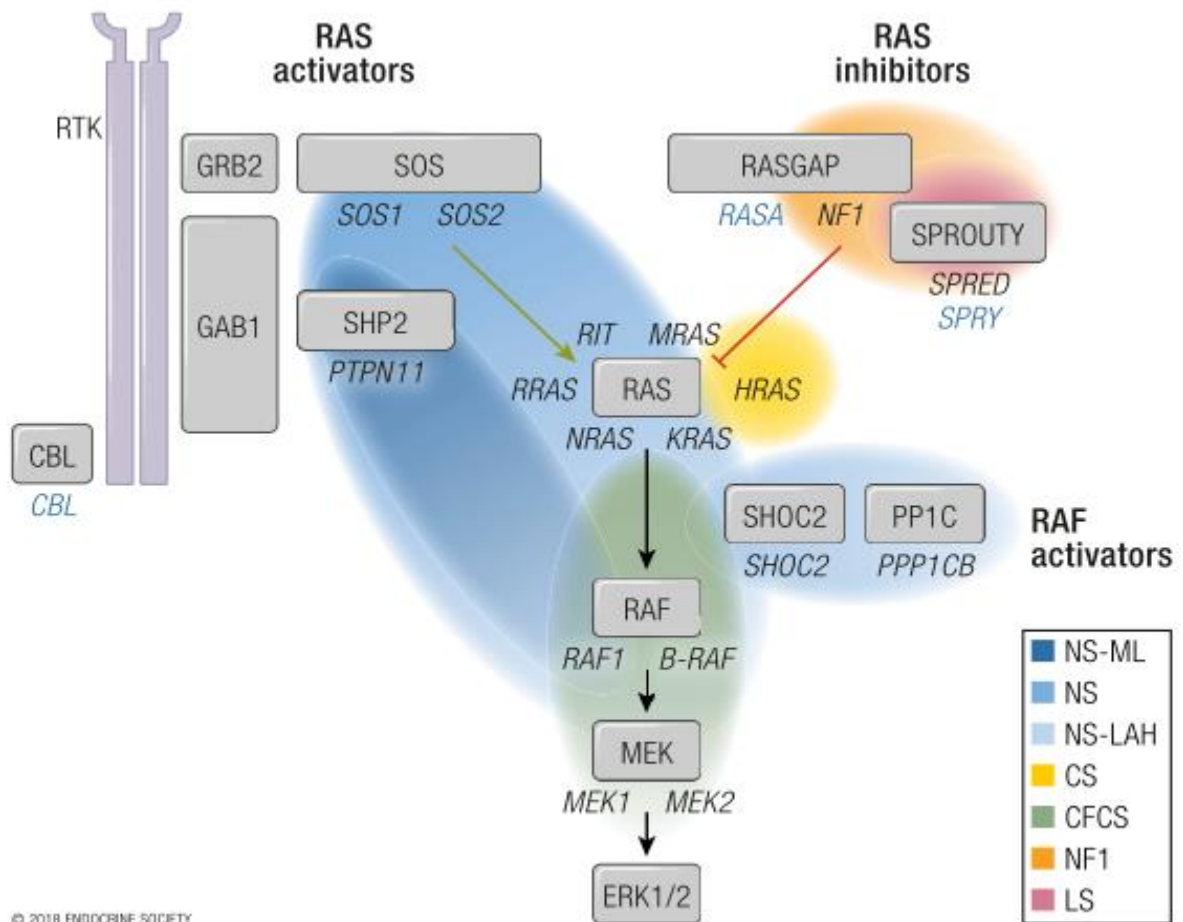 RAS
activators
RAS
inhibitors
RTK
GRB2
SOS
RASGAP
SOS1 SOS2
RASA NF1
SPROUTY
SPRED
SPRY
GAB1
SHP2
PTPN11
RIT MRAS
RRAS RAS HRAS
NRAS KRAS
CBL
CBL
SHOC2 PP1C
SHOC2 PPP1CB
RAF
activators
RAF
RAF1 B-RAF
MEK
MEK1 MEK2
ERK1/2
NS-ML
NS
NS-LAH
CS
CFCS
NF1
LS
© 2018 ENDOCRINE SOCIETY